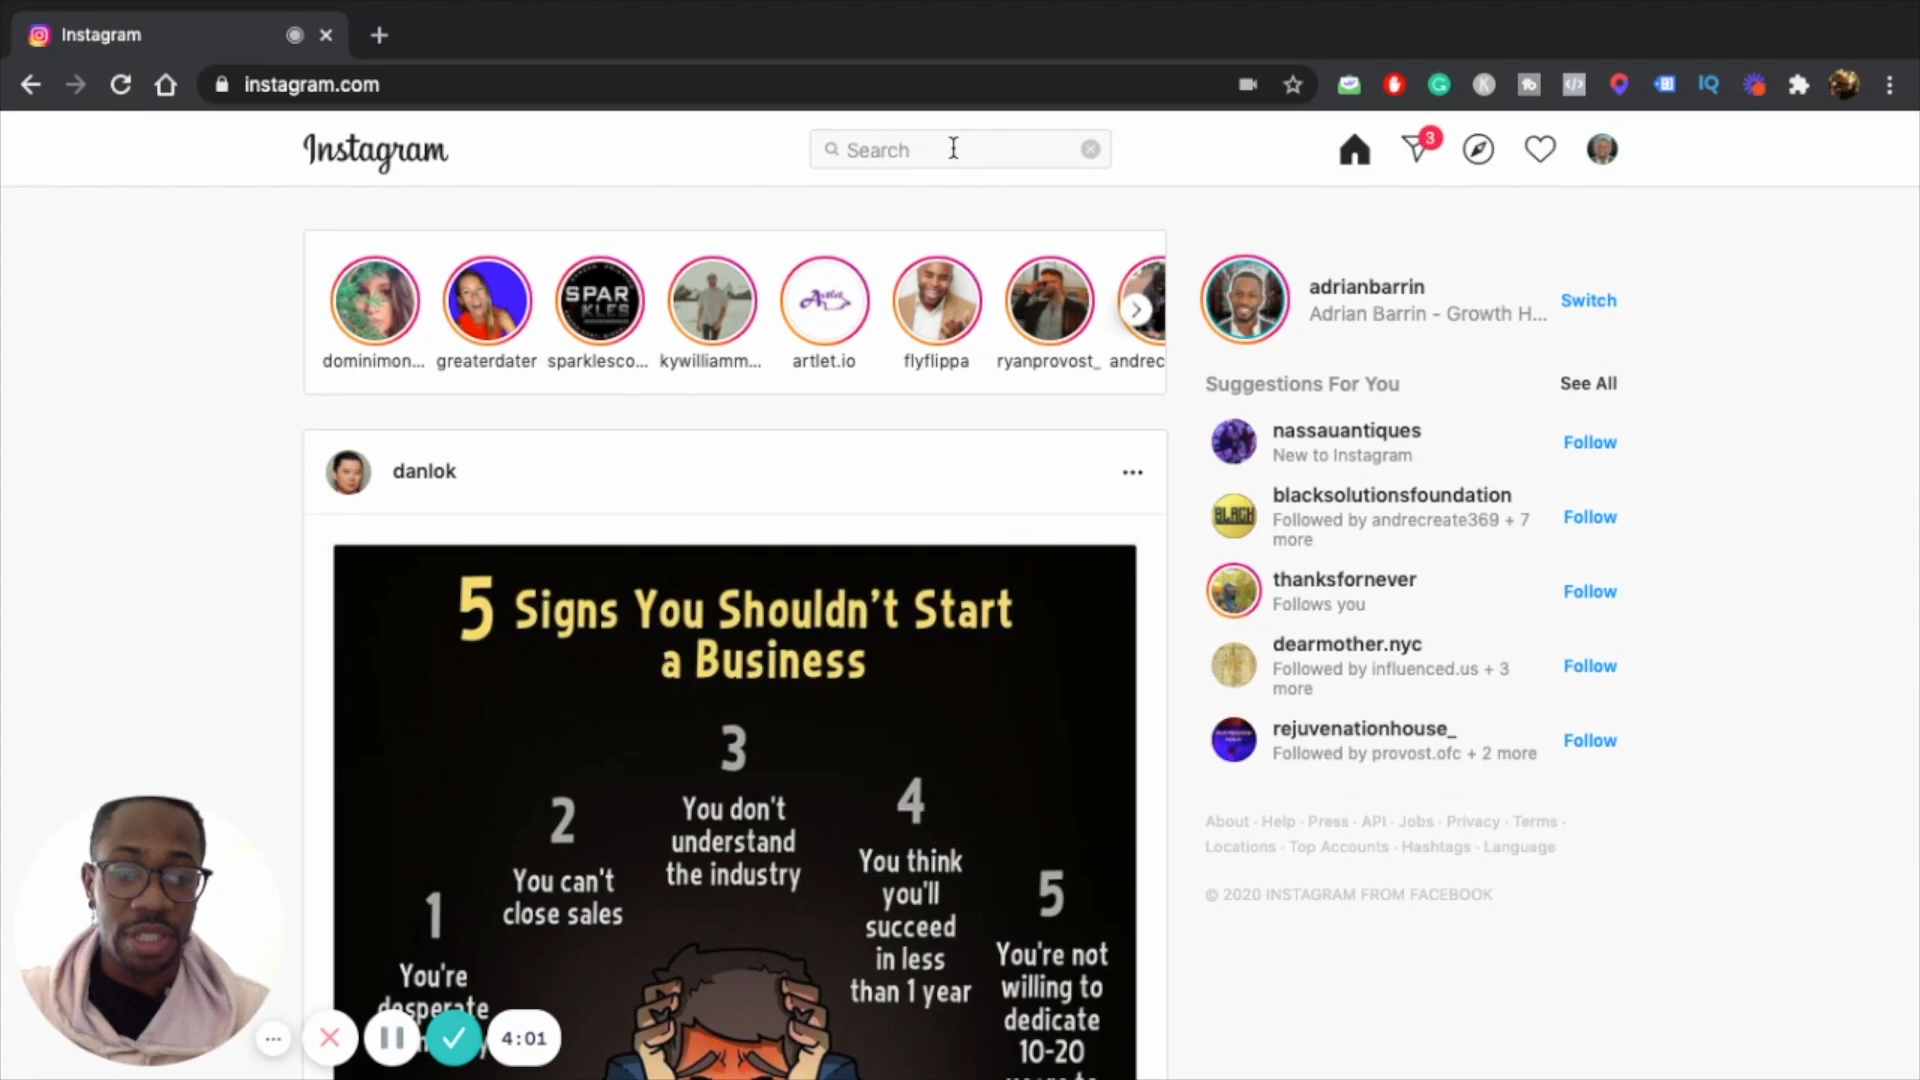 Instagram
instagram.com
IQ
Instagram
Search
3
dominimon...
greaterdater
sparklesco...
kywilliamm...
artlet.io
flyflippa
ryanprovost_
andrec
SPAR
KLES
Artlet
adrianbarrin
Adrian Barrin - Growth H...
Switch
Suggestions For You
See All
nassauantiques
New to Instagram
Follow
blacksolutionsfoundation
Followed by andrecreate369 + 7
more
Follow
BLACK
thanksfornever
Follows you
Follow
dearmother.nyc
Followed by influenced.us + 3
more
Follow
rejuvenationhouse_
Followed by provost.ofc + 2 more
Follow
About · Help · Press · API · Jobs · Privacy · Terms ·
Locations · Top Accounts · Hashtags · Language
© 2020 INSTAGRAM FROM FACEBOOK
danlok
5 Signs You Shouldn't Start
a Business
1
You're
desperate
2
You can't
close sales
3
You don't
understand
the industry
4
You think
you'll
succeed
in less
than 1 year
5
You're not
willing to
dedicate
10-20
4:01